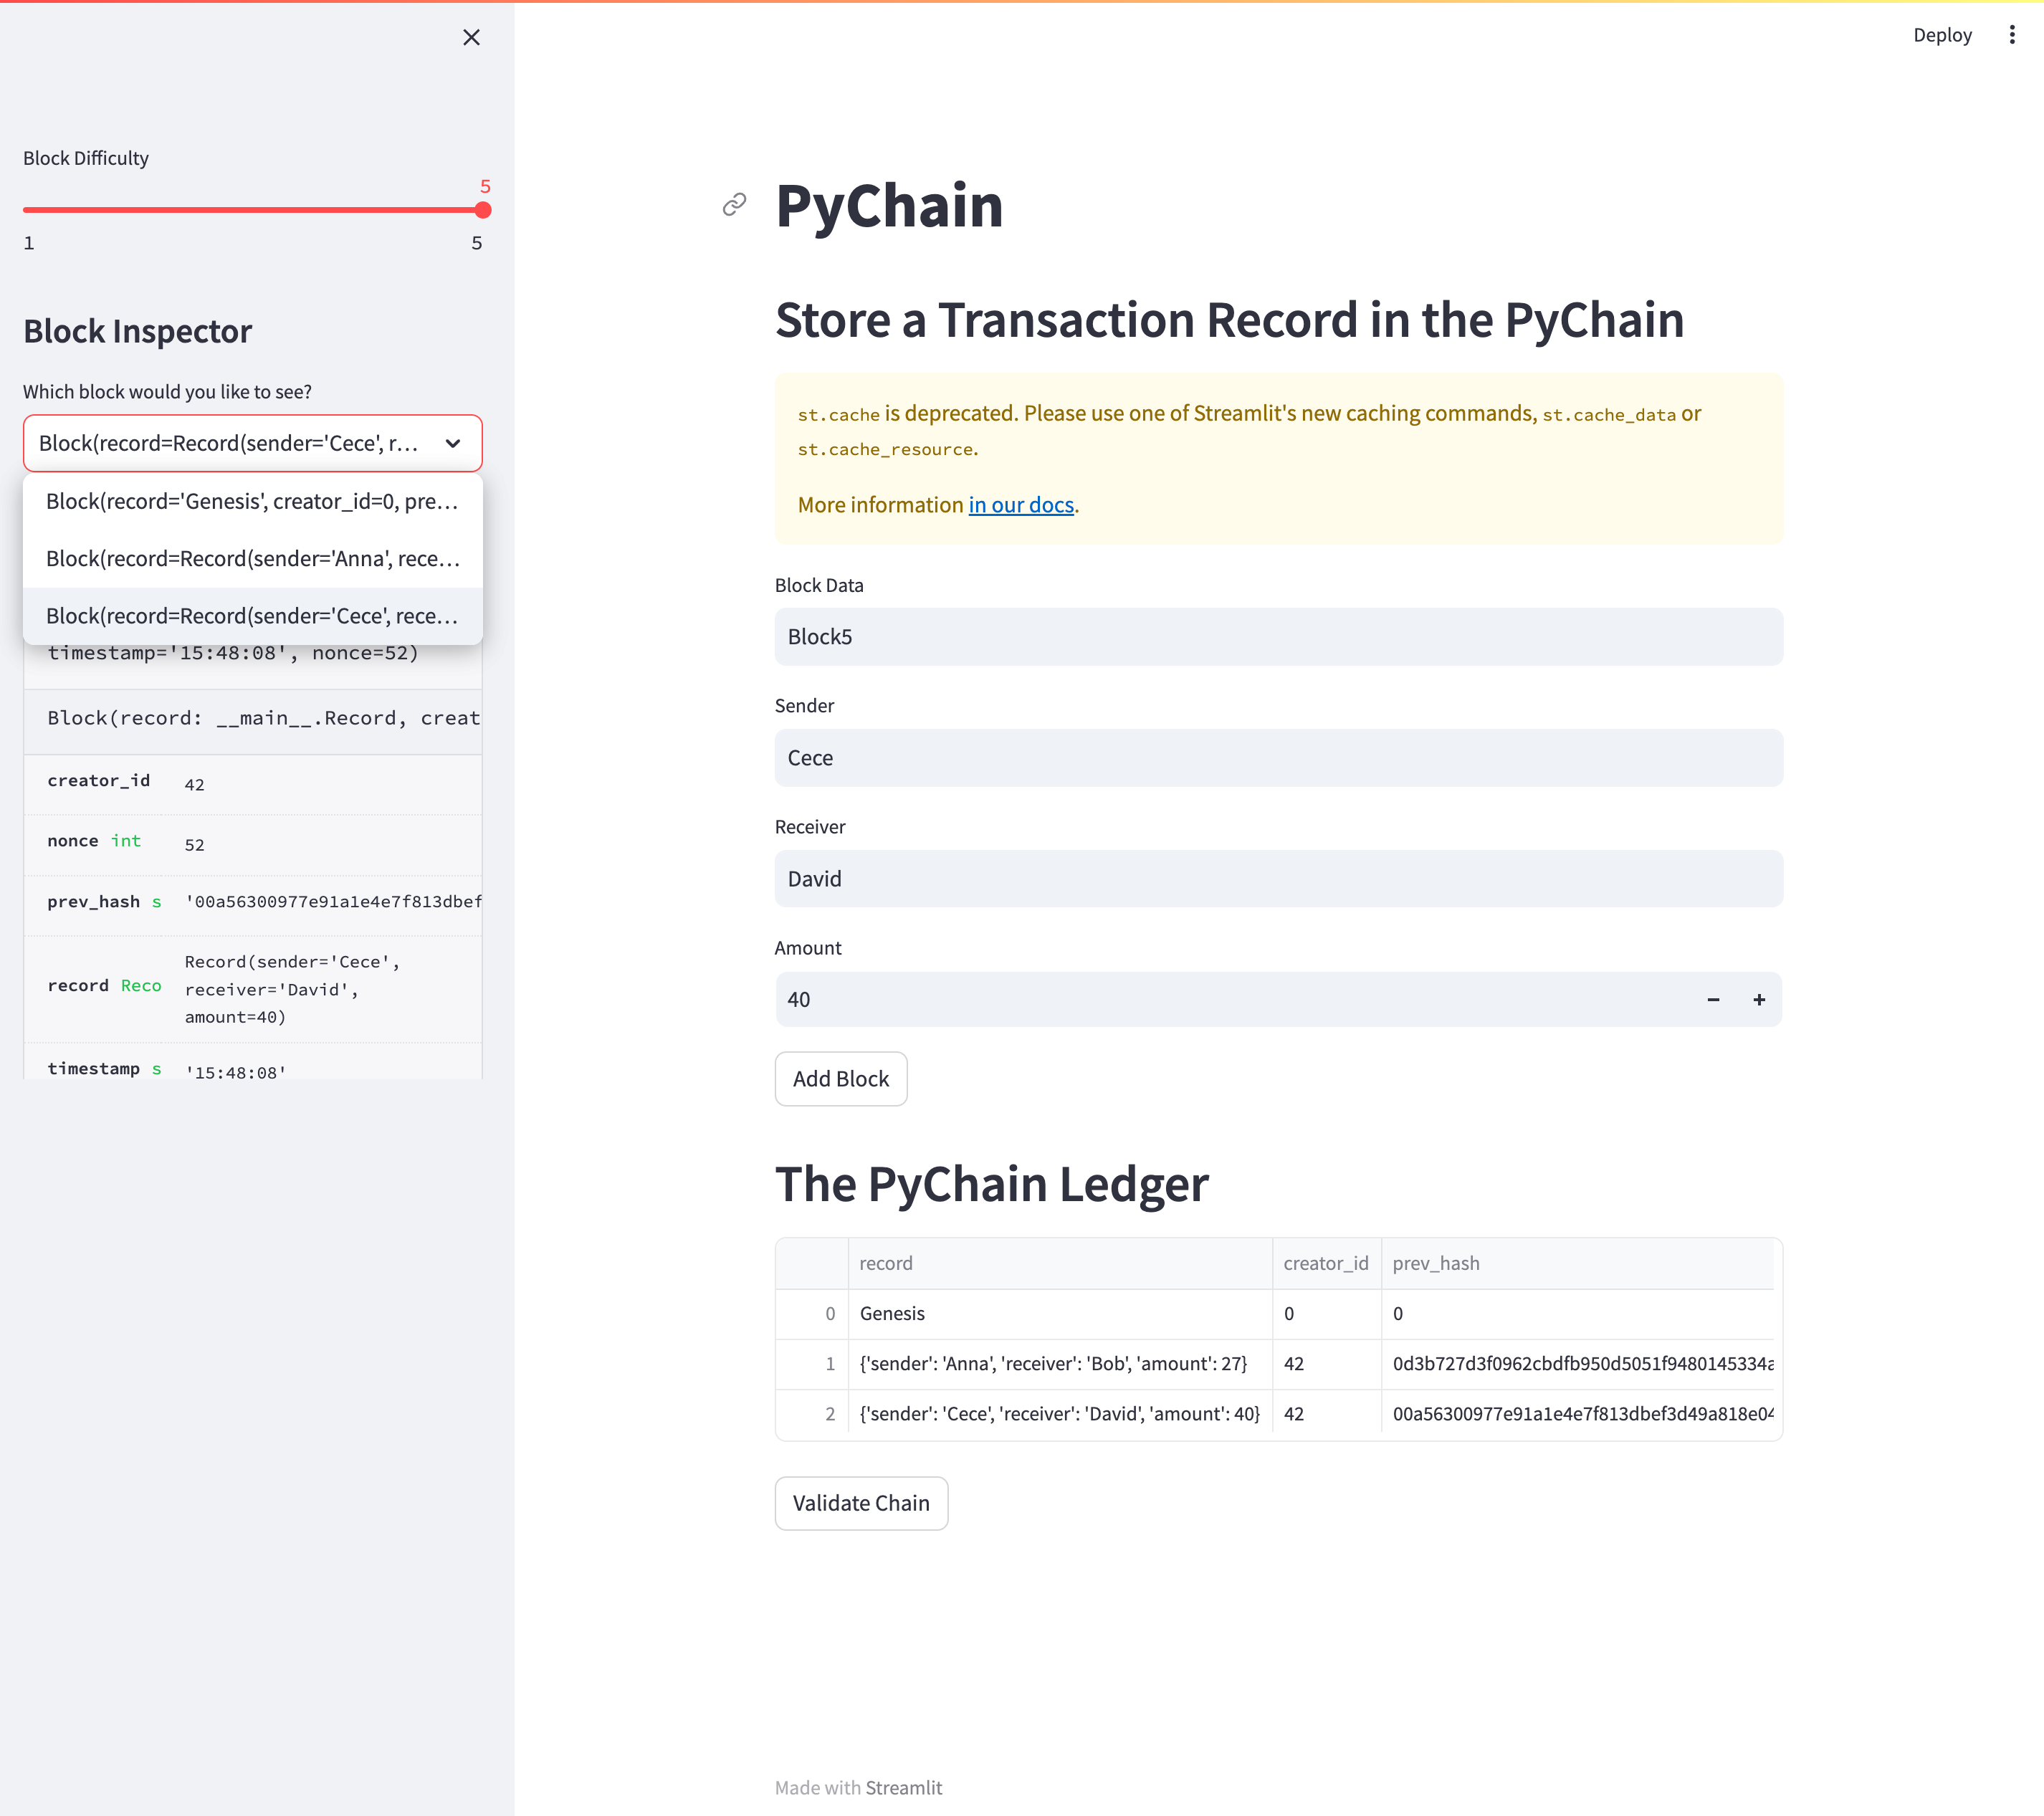 Block Difficulty
5
1
5
Block Inspector
Which block would you like to see?
Block(record=Record(sender='Cece', r...
Block(record='Genesis', creator_id=0, pre...
Block(record=Record(sender='Anna', rece...
Block(record=Record(sender='Cece', rece...
timestamp='15:48:08', nonce=52)
Block(record: __main__.Record, creat
creator_id 42
nonce int 52
prev_hash s '00a56300977e91a1e4e7f813dbef
record Reco Record(sender='Cece',
receiver='David',
amount=40)
timestamp s '15:48:08'
Deploy
PyChain
Store a Transaction Record in the PyChain
st.cache is deprecated. Please use one of Streamlit's new caching commands, st.cache_data or
st.cache_resource.
More information in our docs.
Block Data
Block5
Sender
Cece
Receiver
David
Amount
40 − +
Add Block
The PyChain Ledger
record creator_id prev_hash
0 Genesis 0 0
1 {'sender': 'Anna', 'receiver': 'Bob', 'amount': 27} 42 0d3b727d3f0962cbdfb950d5051f9480145334a
2 {'sender': 'Cece', 'receiver': 'David', 'amount': 40} 42 00a56300977e91a1e4e7f813dbef3d49a818e04
Validate Chain
Made with Streamlit